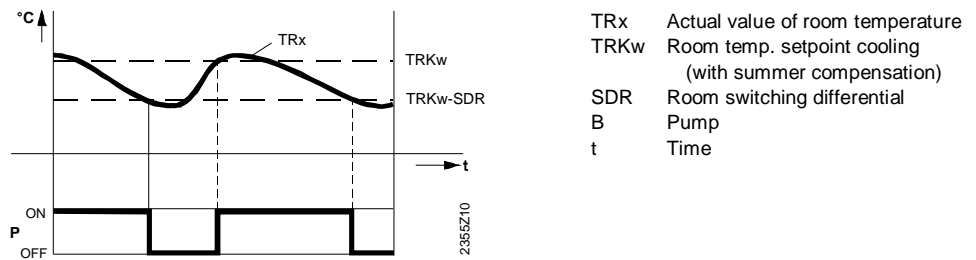 °C
TRx
TRKw
TRKw-SDR
t
ON
P
OFF
2355Z10
TRx Actual value of room temperature
TRKw Room temp. setpoint cooling
(with summer compensation)
SDR Room switching differential
B Pump
t Time